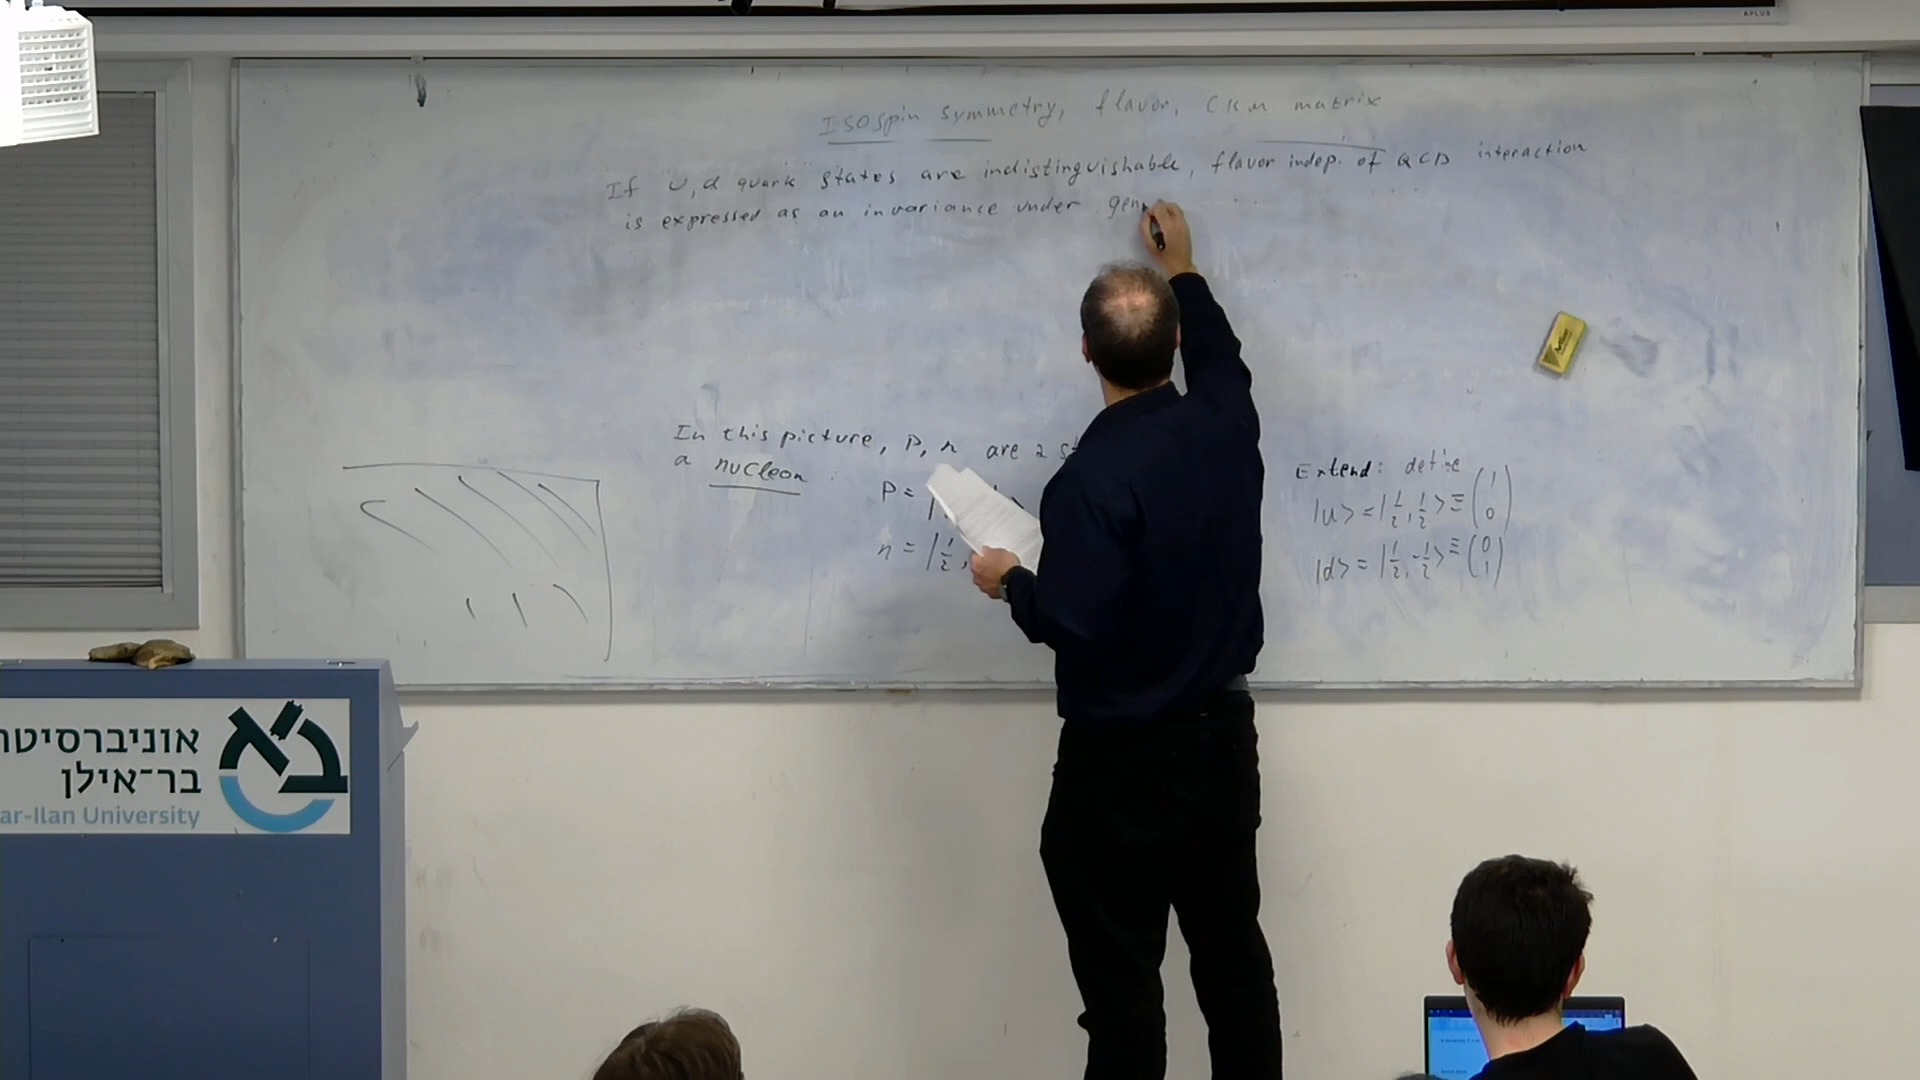 APLUS
Isospin symmetry, flavor, CKM matrix
If u,d quark states are indistinguishable, flavor indep. of QCD interaction
is expressed as an invariance under gen
In this picture, P, n are 2
a nucleon :
P =
n = |1/2,
Extend: define
|u> = |1/2, 1/2> ≡ (1 0)
|d> = |1/2, -1/2> ≡ (0 1)
אוניברסיטת
בר־אילן
ar-Ilan University